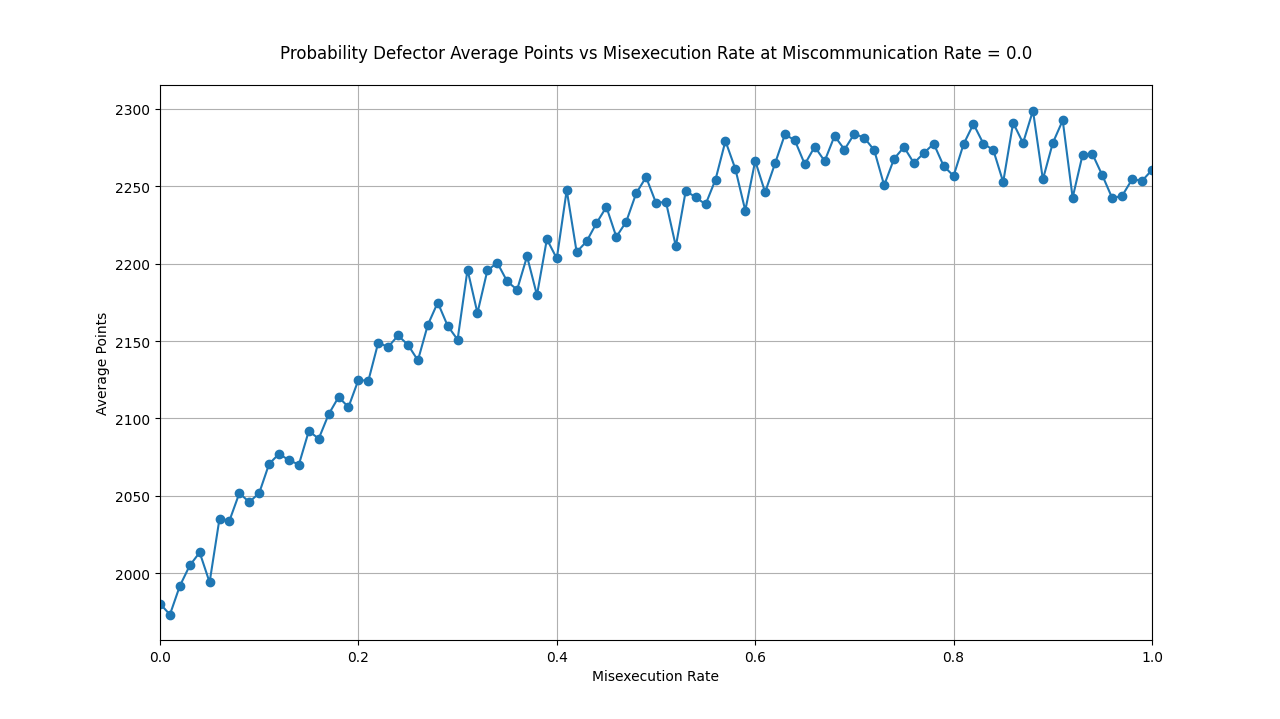 Probability Defector Average Points vs Misexecution Rate at Miscommunication Rate = 0.0
2300
2250
2200
2150
2100
2050
2000
Average Points
0.0 0.2 0.4 0.6 0.8 1.0
Misexecution Rate